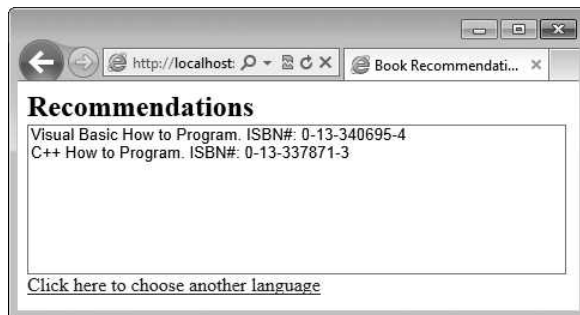 http://localhost:
Book Recommendati...
Recommendations
Visual Basic How to Program. ISBN#: 0-13-340695-4
C++ How to Program. ISBN#: 0-13-337871-3
Click here to choose another language